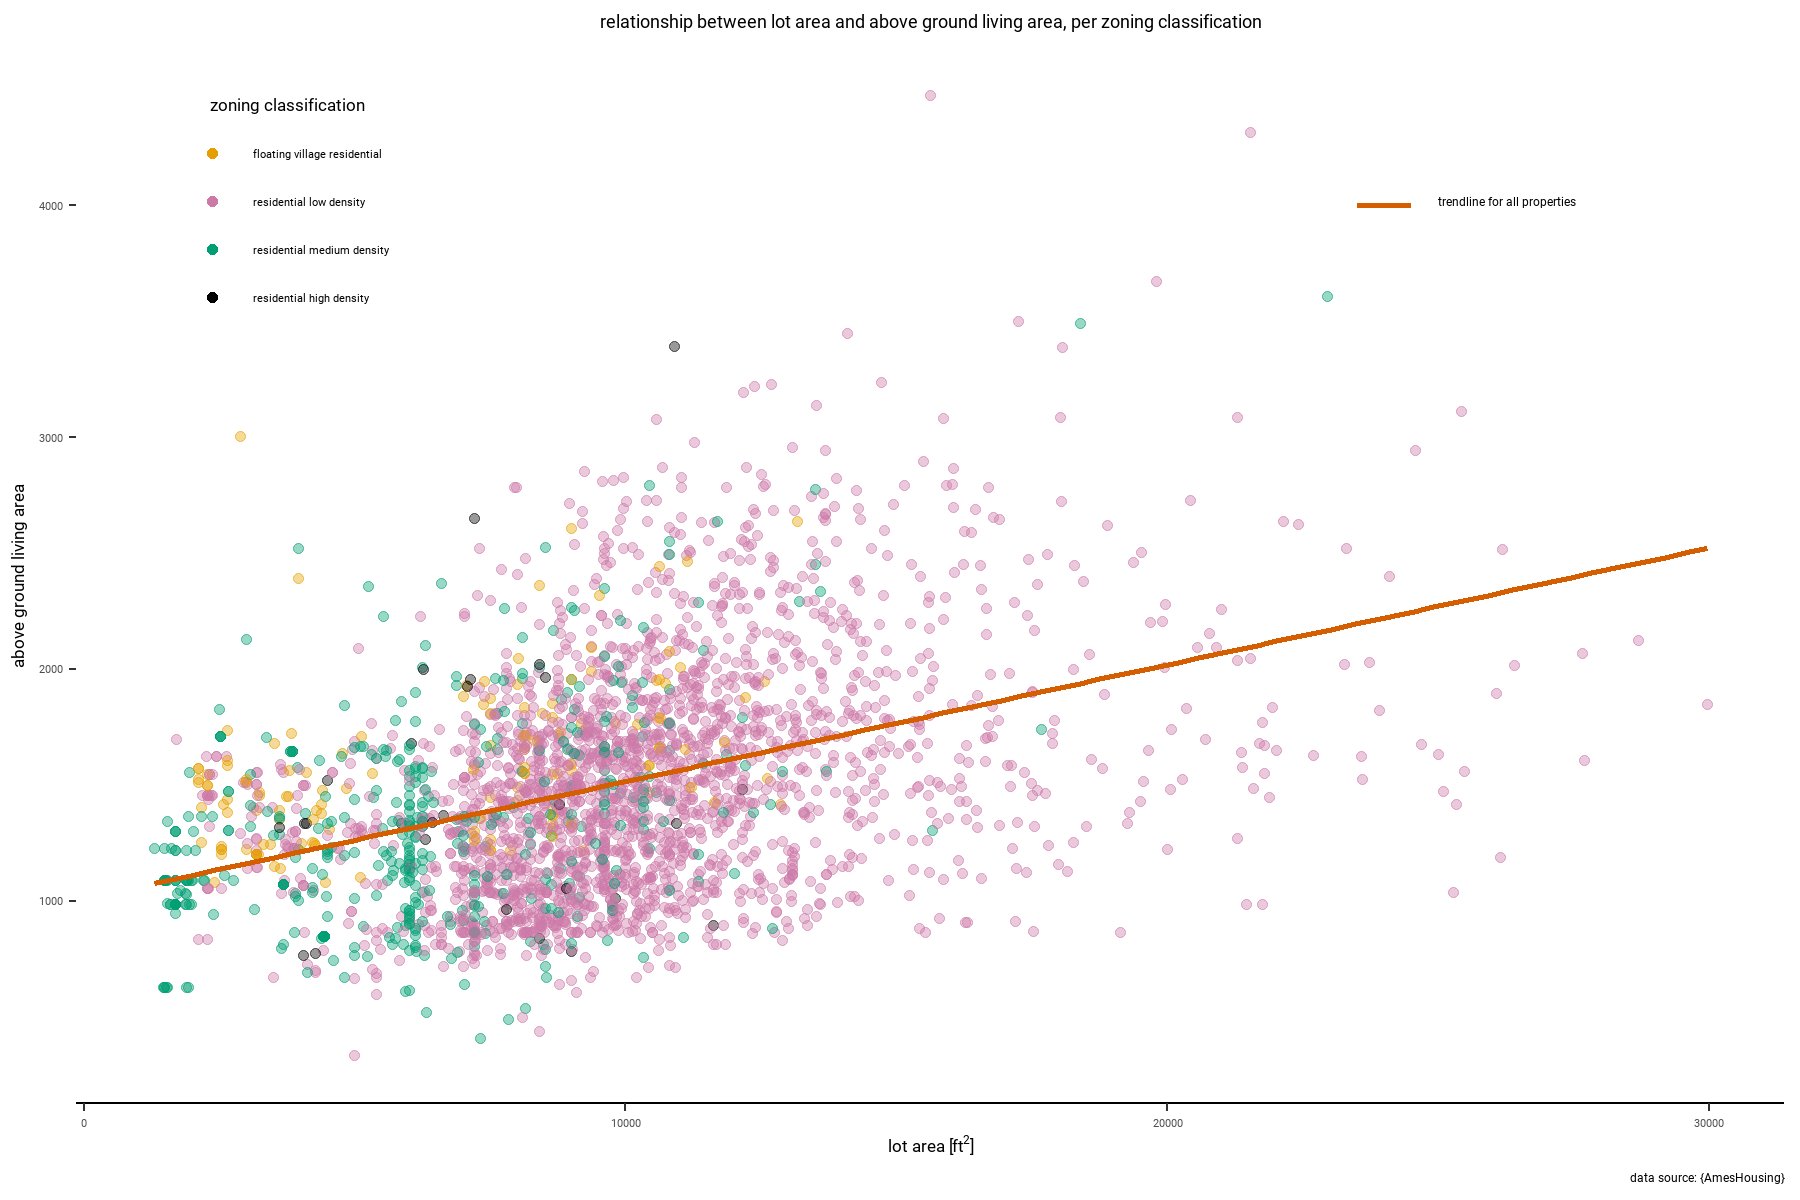 relationship between lot area and above ground living area, per zoning classification
zoning classification
floating village residential
residential low density
residential medium density
residential high density
trendline for all properties
above ground living area
4000
3000
2000
1000
0
10000
20000
30000
lot area [ft²]
data source: {AmesHousing}